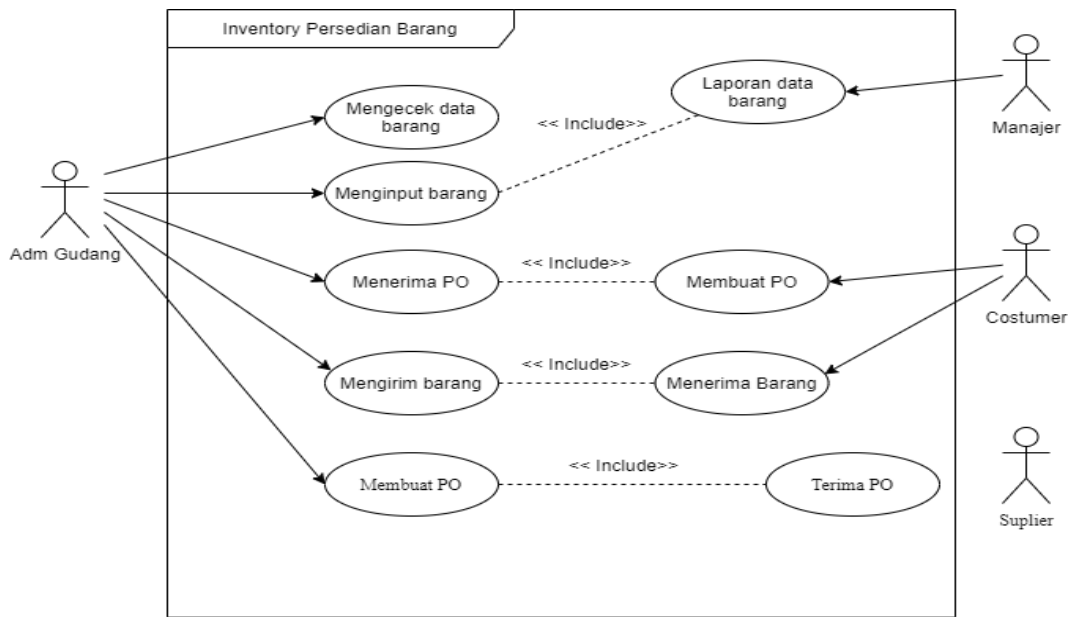 Inventory Persedian Barang
Mengecek data
barang
Laporan data
barang
<< Include>>
Manajer
Menginput barang
Adm Gudang
Menerima PO
<< Include>>
Membuat PO
Costumer
Mengirim barang
<< Include>>
Menerima Barang
Membuat PO
<< Include>>
Terima PO
Suplier